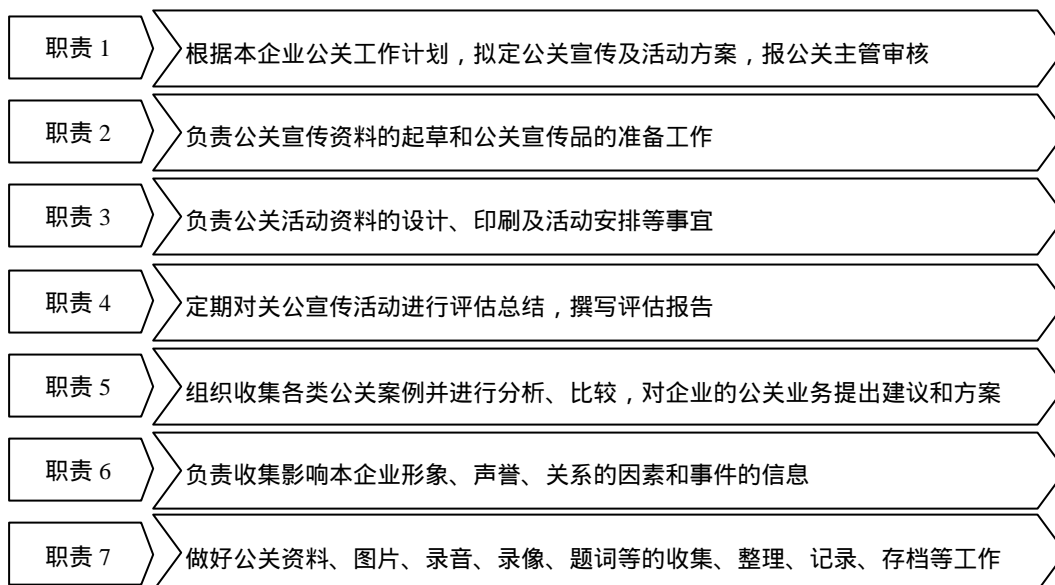 职责 1
根据本企业公关工作计划，拟定公关宣传及活动方案，报公关主管审核
职责 2
负责公关宣传资料的起草和公关宣传品的准备工作
职责 3
负责公关活动资料的设计、印刷及活动安排等事宜
职责 4
定期对关公宣传活动进行评估总结，撰写评估报告
职责 5
组织收集各类公关案例并进行分析、比较，对企业的公关业务提出建议和方案
职责 6
负责收集影响本企业形象、声誉、关系的因素和事件的信息
职责 7
做好公关资料、图片、录音、录像、题词等的收集、整理、记录、存档等工作